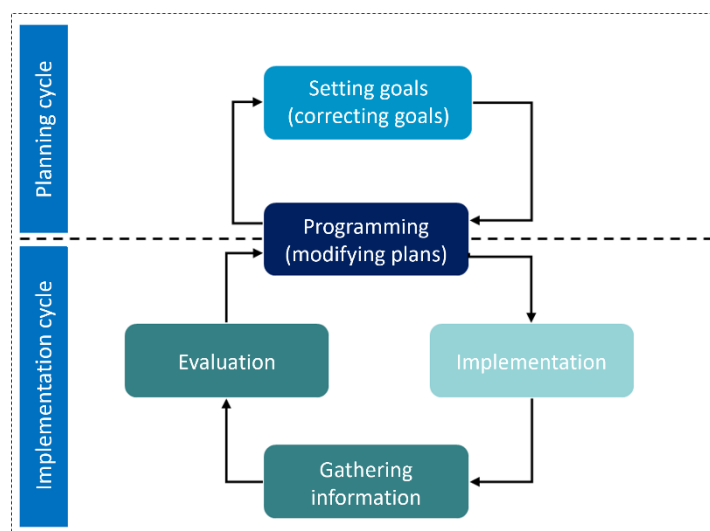 Planning cycle
Setting goals
(correcting goals)
Programming
(modifying plans)
Implementation cycle
Evaluation
Implementation
Gathering
information